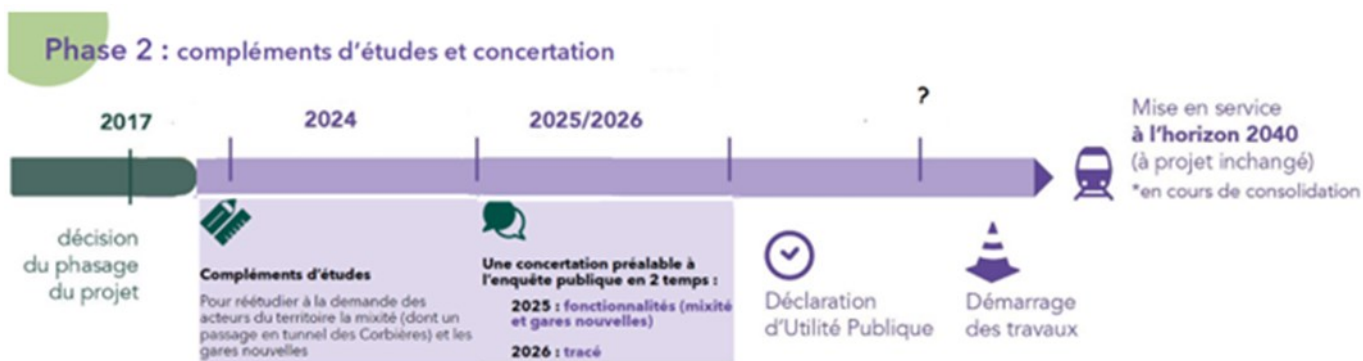 Phase 2 : compléments d'études et concertation
2017
2024
2025/2026
?
Mise en service
à l'horizon 2040
(à projet inchangé)
*en cours de consolidation
décision
du phasage
du projet
Compléments d'études
Pour réétudier à la demande des
acteurs du territoire la mixité (dont un
passage en tunnel des Corbières) et les
gares nouvelles
Une concertation préalable à
l'enquête publique en 2 temps :
2025 : fonctionnalités (mixité
et gares nouvelles)
2026 : tracé
Déclaration
d'Utilité Publique
Démarrage
des travaux